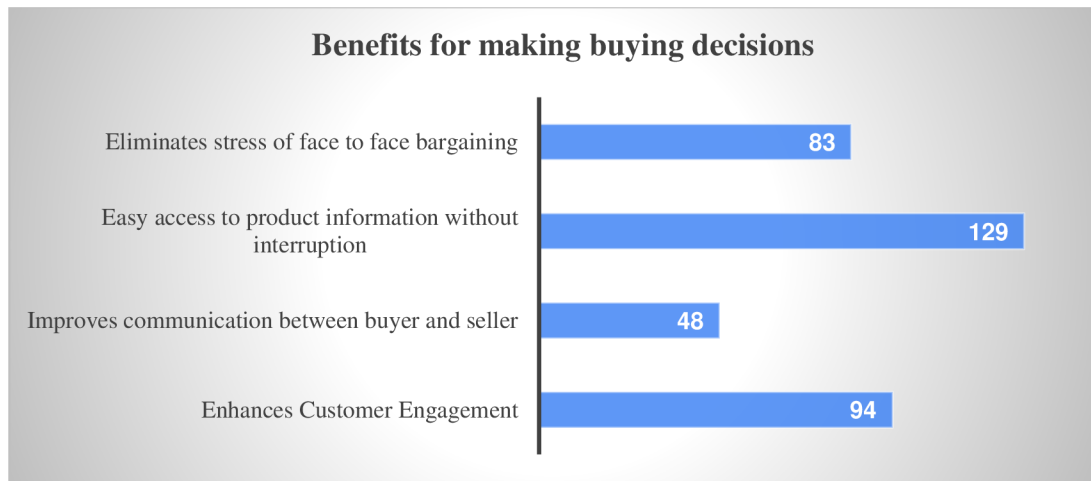 Benefits for making buying decisions
Eliminates stress of face to face bargaining
83
Easy access to product information without
interruption
129
Improves communication between buyer and seller
48
Enhances Customer Engagement
94